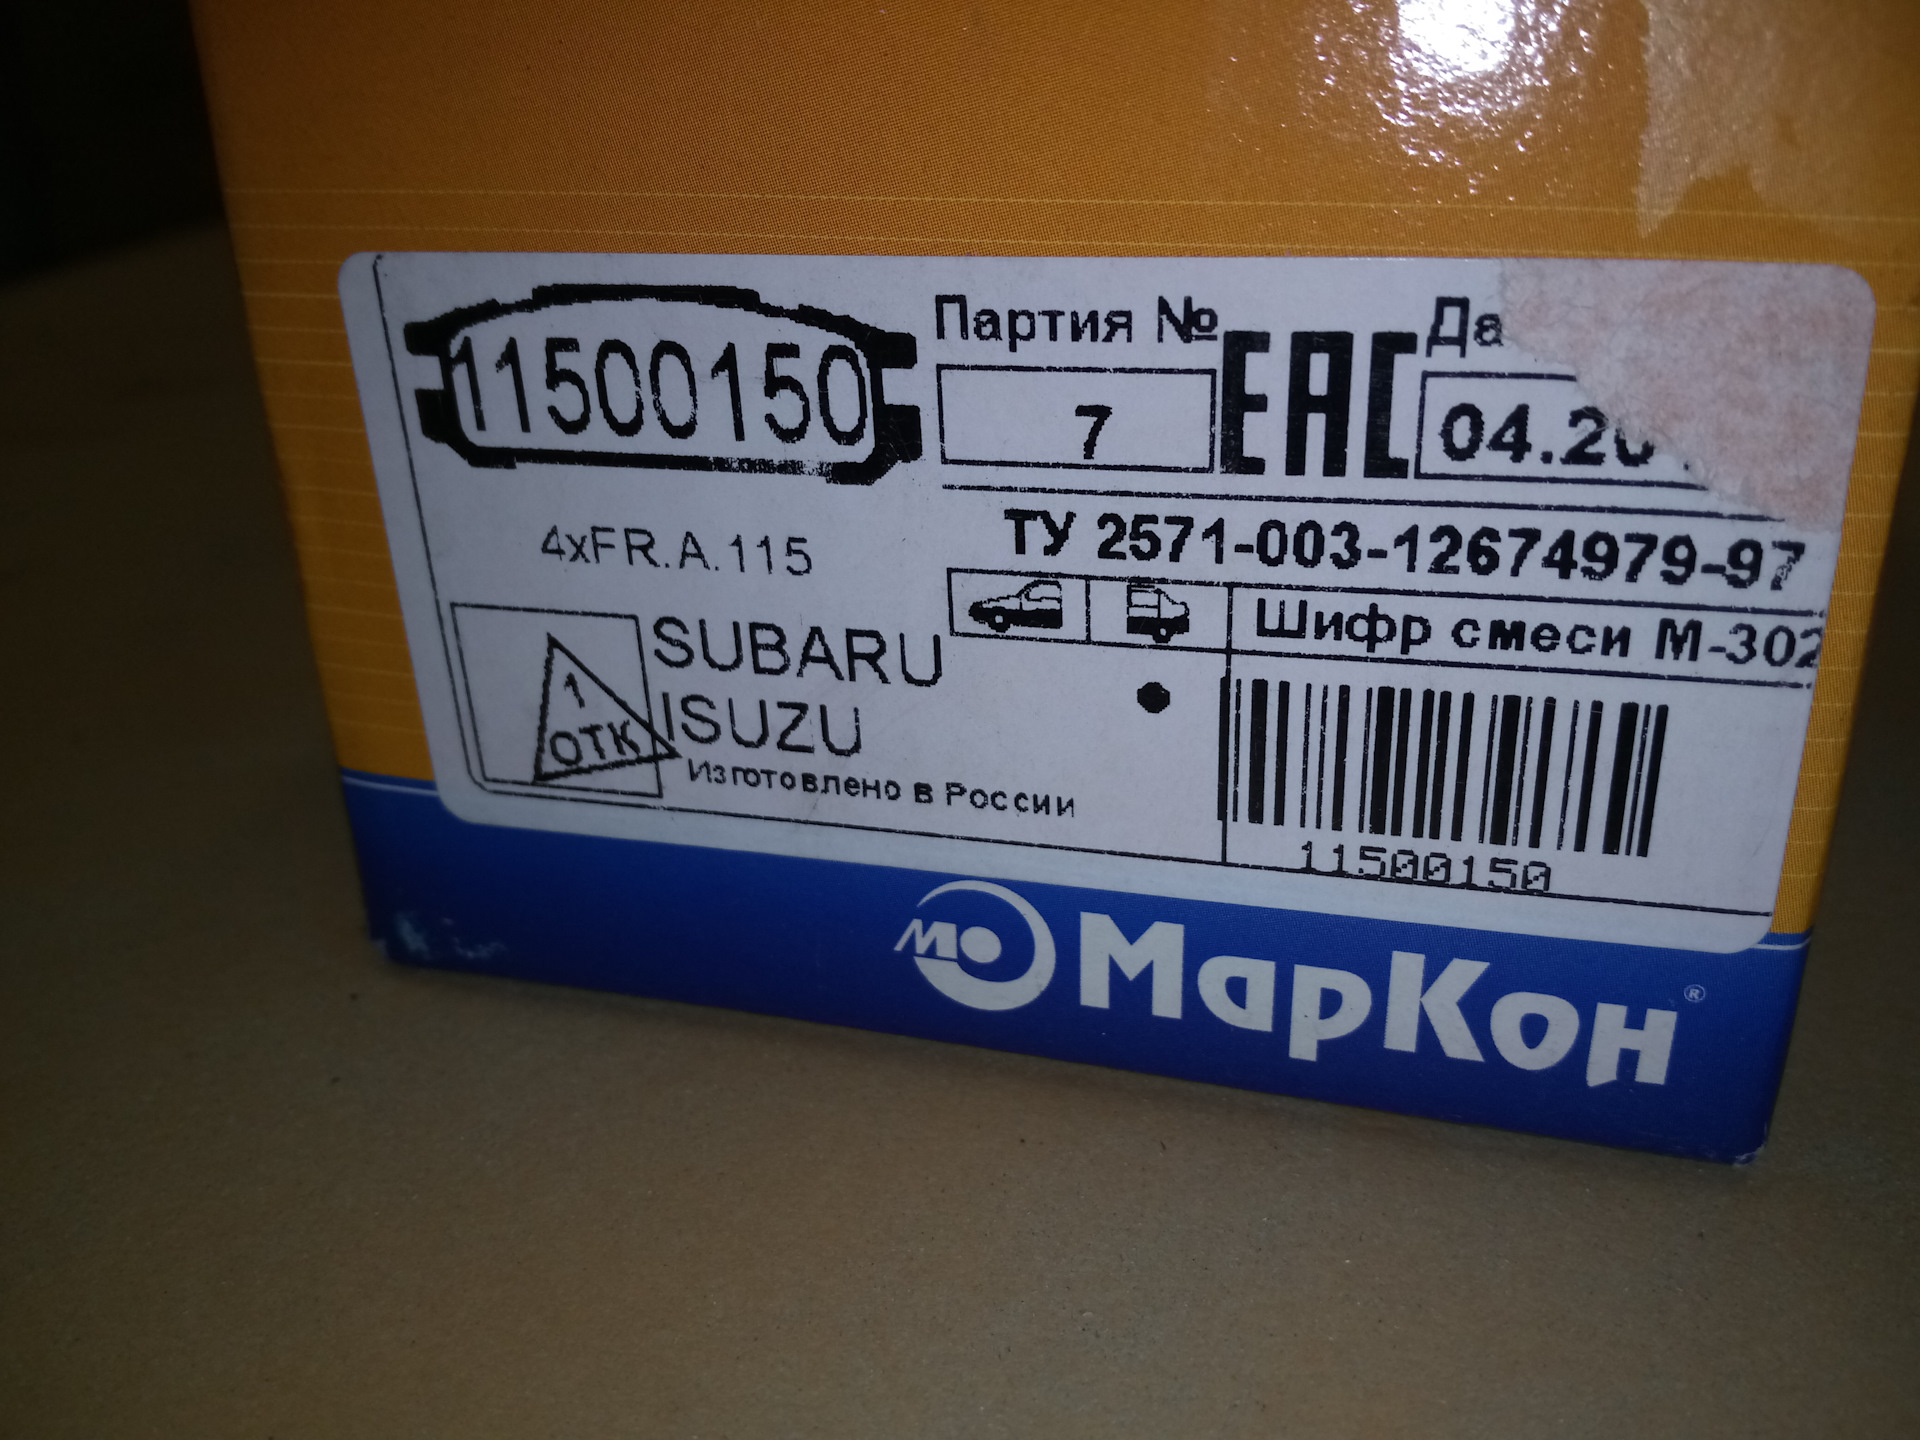 11500150
Партия №
7
EAC
04.20
ТУ 2571-003-12674979-97
4xFR.A.115
Шифр смеси М-302
1
ОТК
SUBARU
ISUZU
Изготовлено в России
11500150
МО
МарКон®